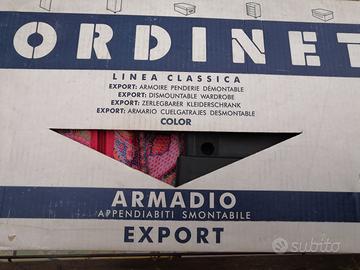 ORDINET
LINEA CLASSICA
EXPORT: ARMOIRE PENDERIE DÉMONTABLE
EXPORT: DISMOUNTABLE WARDROBE
EXPORT: ZERLEGBARER KLEIDERSCHRANK
EXPORT: ARMARIO CUELGATRAJES DESMONTABLE
COLOR
ARMADIO
APPENDIABITI SMONTABILE
EXPORT
subito